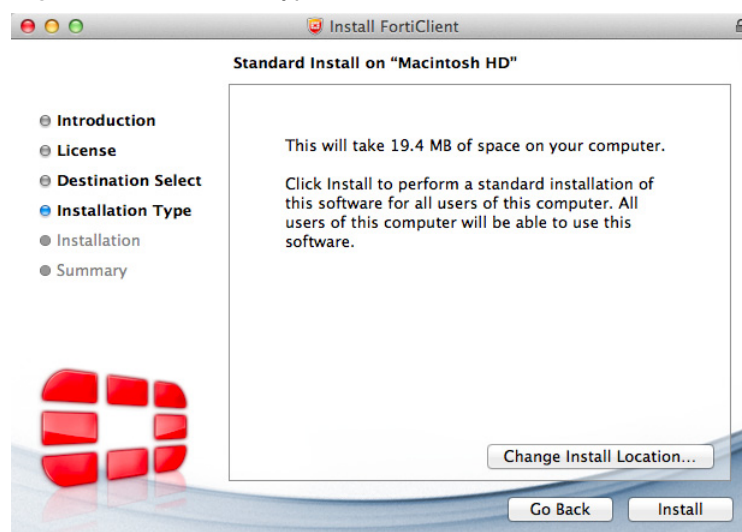 Install FortiClient
Standard Install on “Macintosh HD”
Introduction
License
Destination Select
Installation Type
Installation
Summary
This will take 19.4 MB of space on your computer.
Click Install to perform a standard installation of
this software for all users of this computer. All
users of this computer will be able to use this
software.
Change Install Location...
Go Back
Install